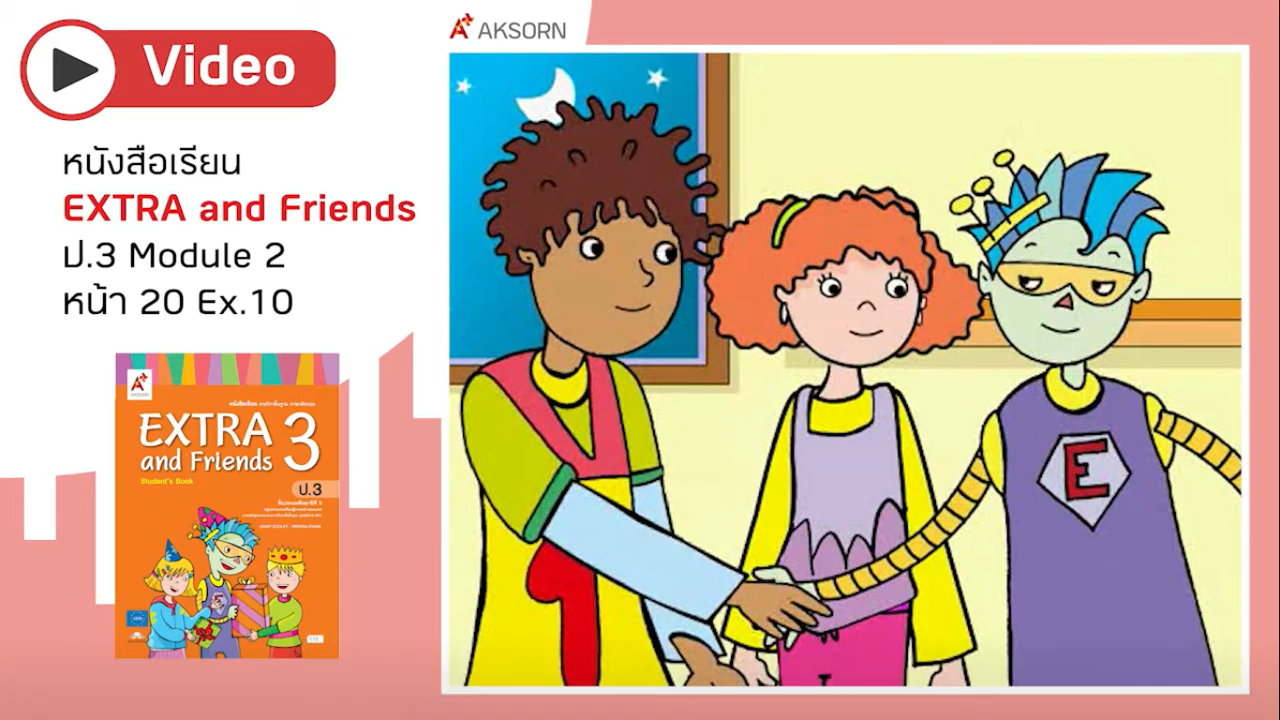 Video
AKSORN
หนังสือเรียน
EXTRA and Friends
ป.3 Module 2
หน้า 20 Ex.10
AKSORN
EXTRA 3
and Friends
Student's Book
ป.3
E